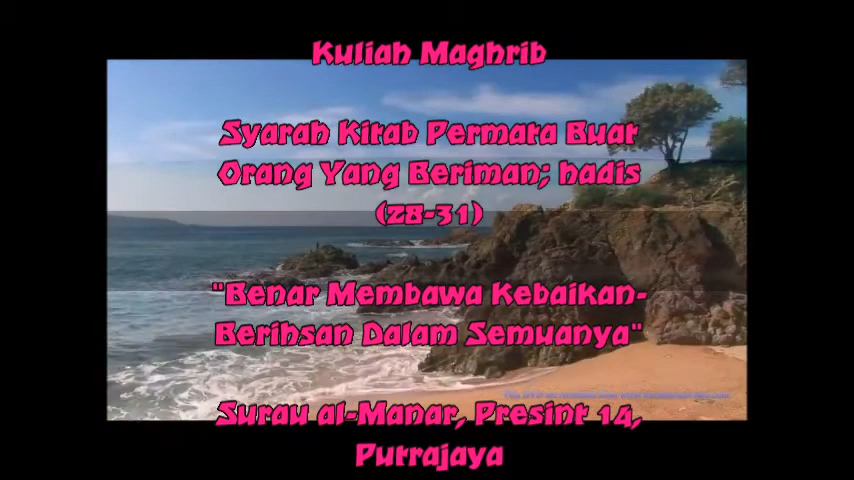 Kuliah Maghrib
Syarah Kitab Permata Buat
Orang Yang Beriman; hadis
(28-31)
"Benar Membawa Kebaikan-
Berihsan Dalam Semuanya"
Surau al-Manar, Presint 14,
Putrajaya